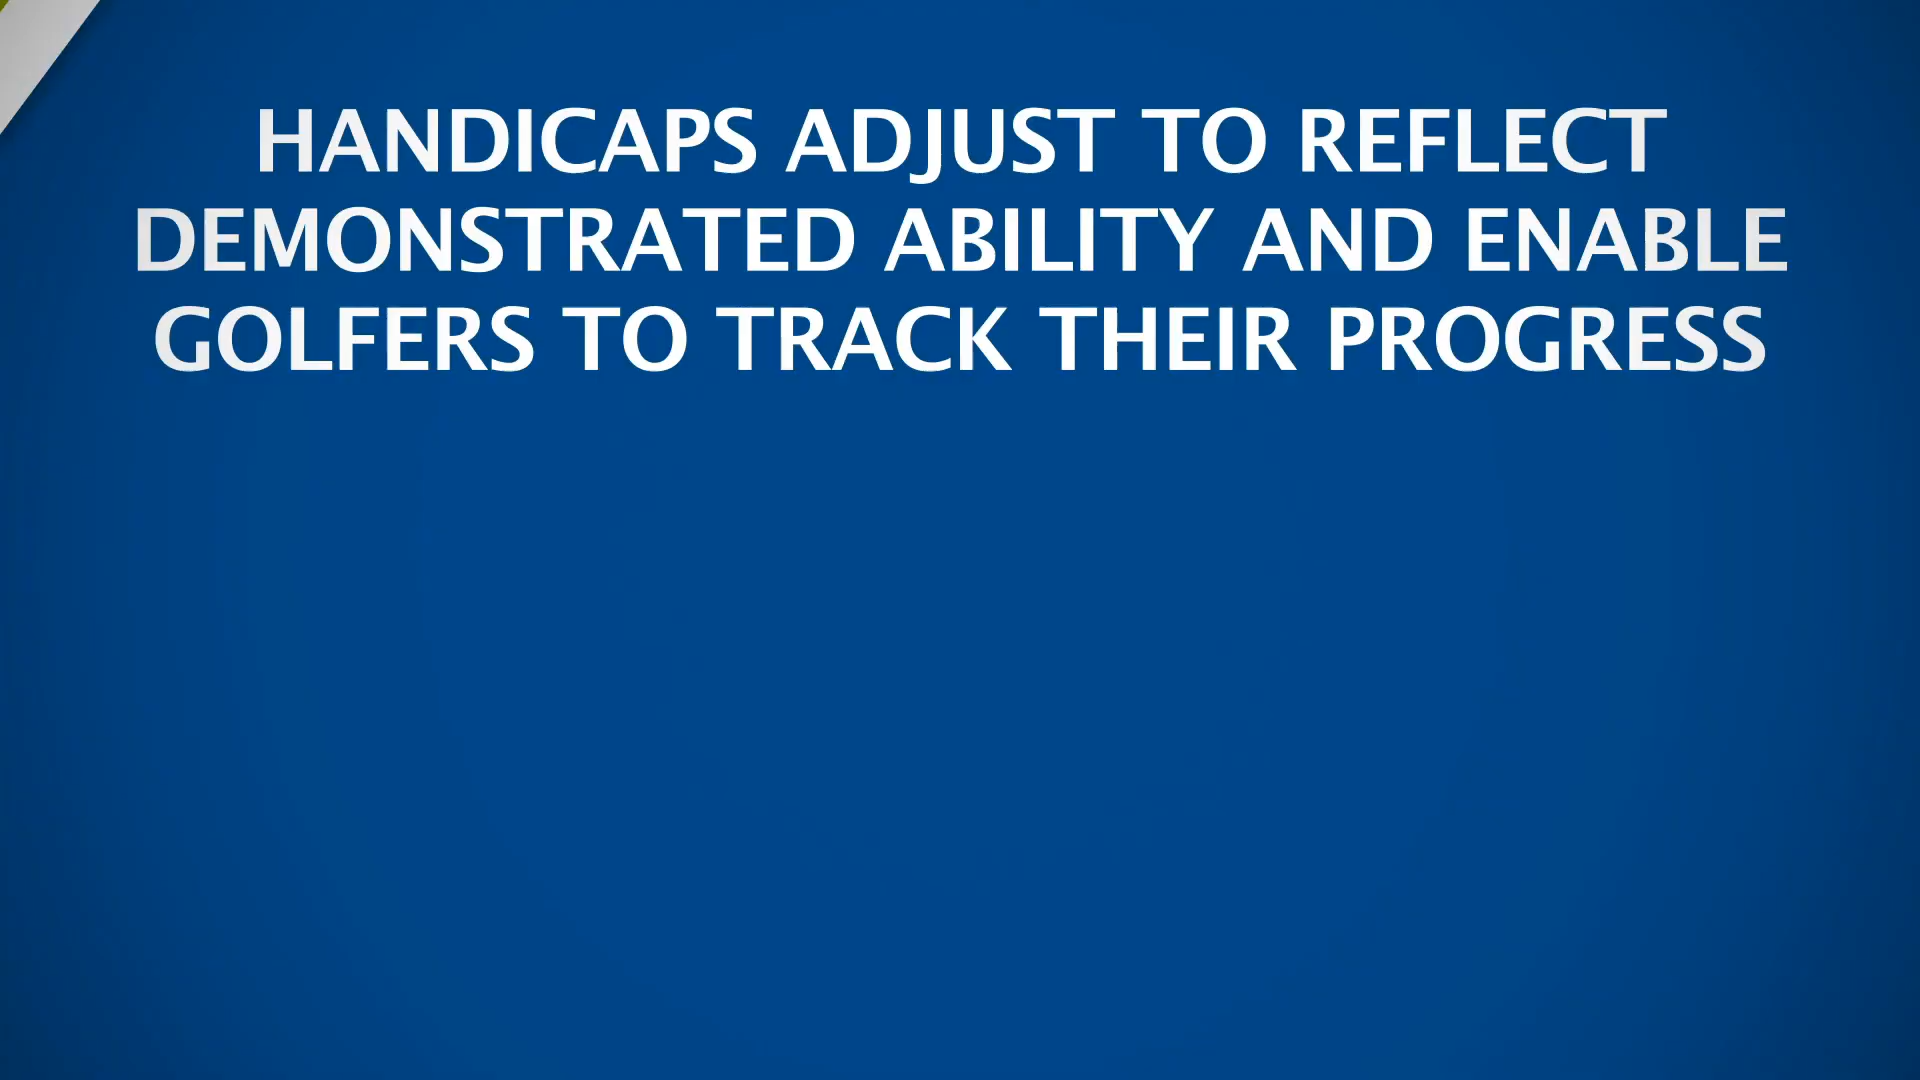 HANDICAPS ADJUST TO REFLECT
DEMONSTRATED ABILITY AND ENABLE
GOLFERS TO TRACK THEIR PROGRESS